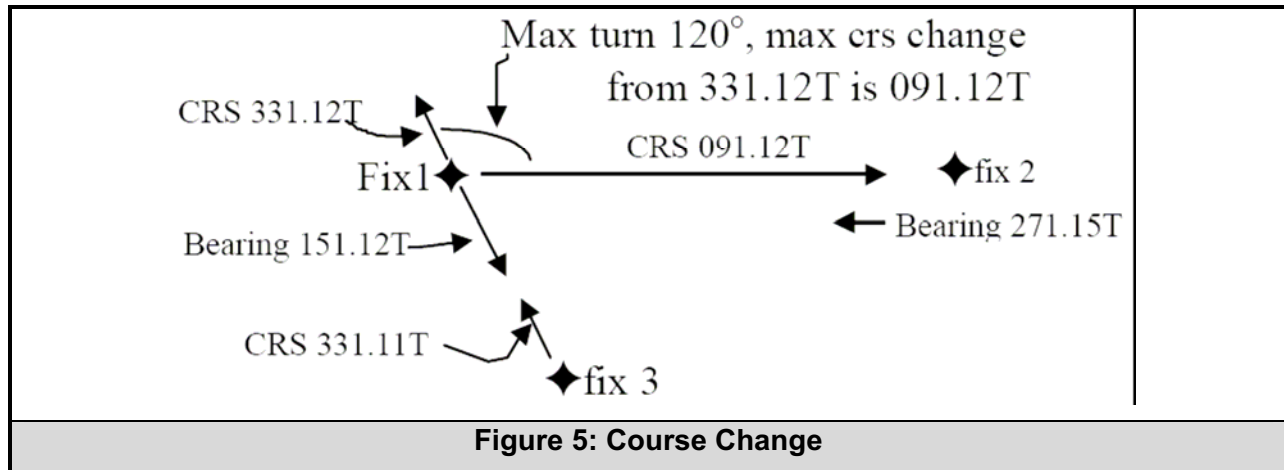 Max turn 120°, max crs change
from 331.12T is 091.12T
CRS 331.12T
CRS 091.12T
Fix1
fix 2
Bearing 271.15T
Bearing 151.12T
CRS 331.11T
fix 3
Figure 5: Course Change